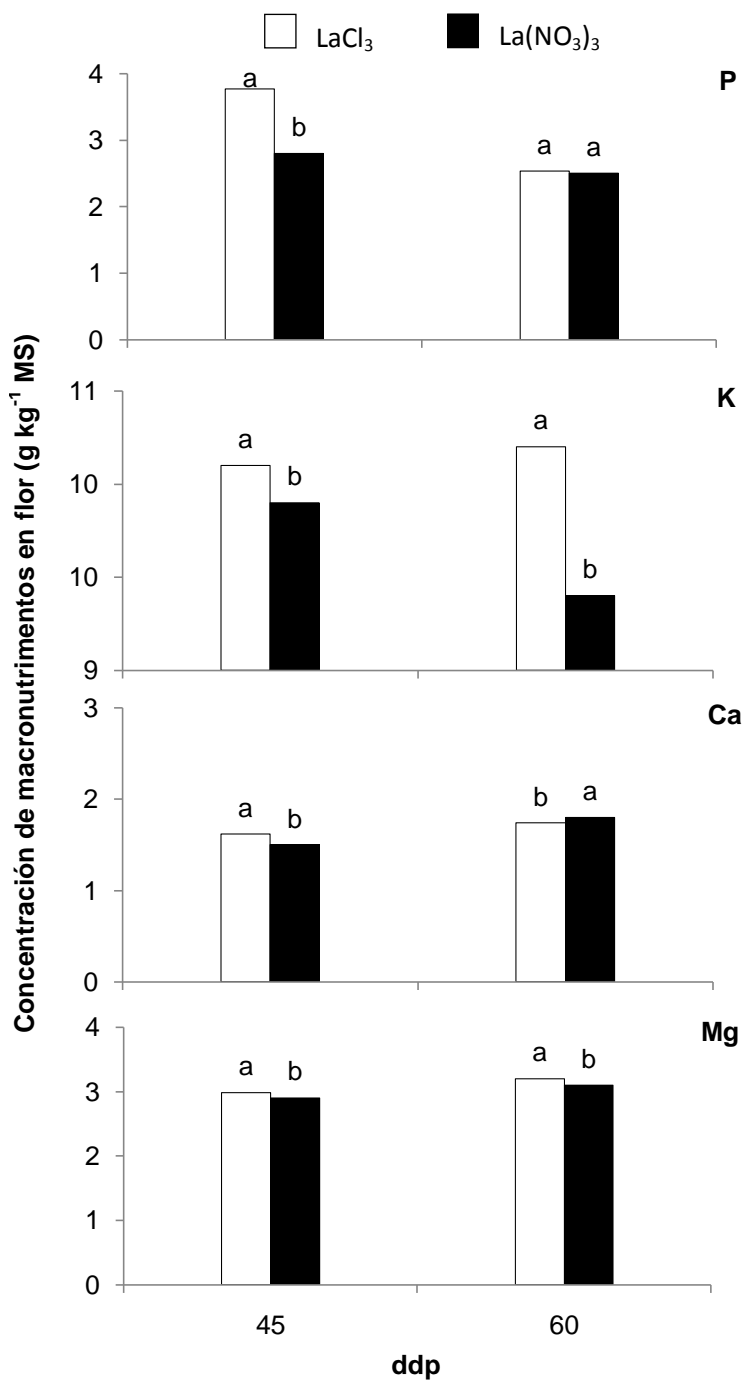 LaCl₃ La(NO₃)₃
P
4
3
2
1
0
a
b
a a
K
11
10
10
9
a
b
a
b
Ca
3
2
1
0
a b
b a
Mg
4
3
2
1
0
a b
a b
45 60
ddp
Concentración de macronutrimentos en flor (g kg⁻¹ MS)